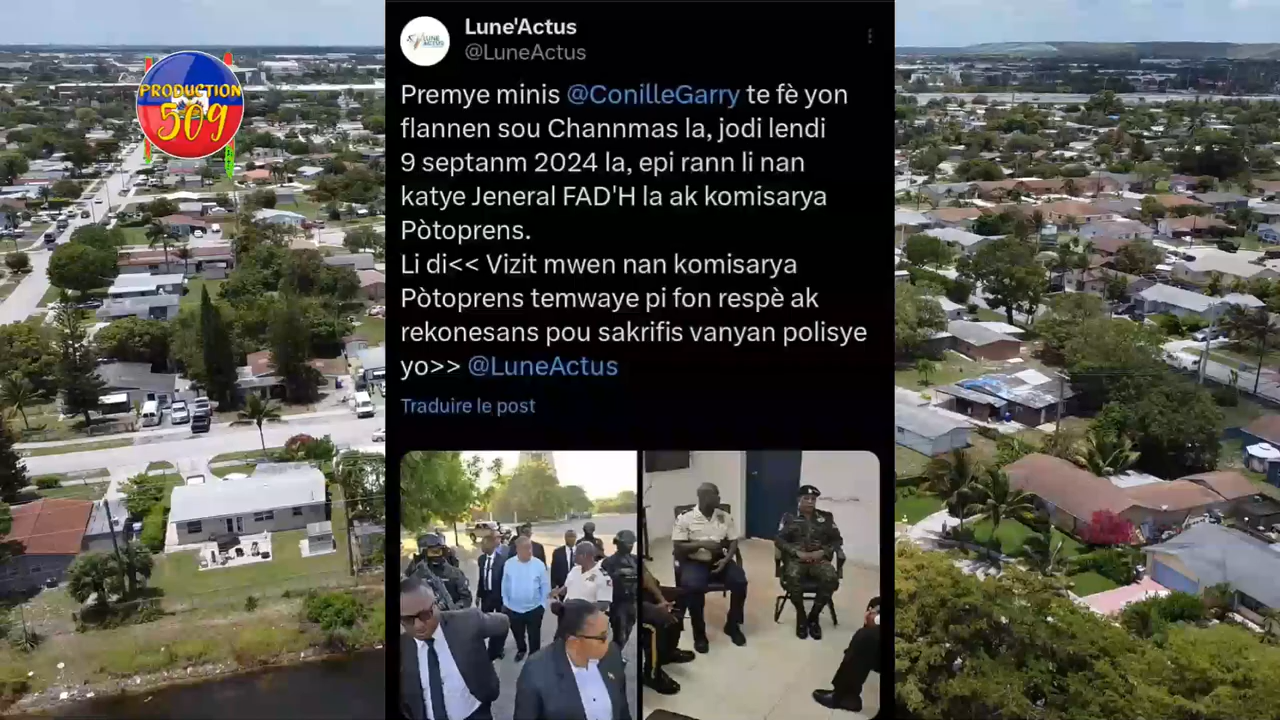 PRODUCTION
509
Lune'Actus
@LuneActus
Premye minis @ConilleGarry te fè yon
flannen sou Channmas la, jodi lendi
9 septanm 2024 la, epi rann li nan
katye Jeneral FAD'H la ak komisarya
Pòtoprens.
Li di<< Vizit mwen nan komisarya
Pòtoprens temwaye pi fon respè ak
rekonesans pou sakrifis vanyan polisye
yo>> @LuneActus
Traduire le post